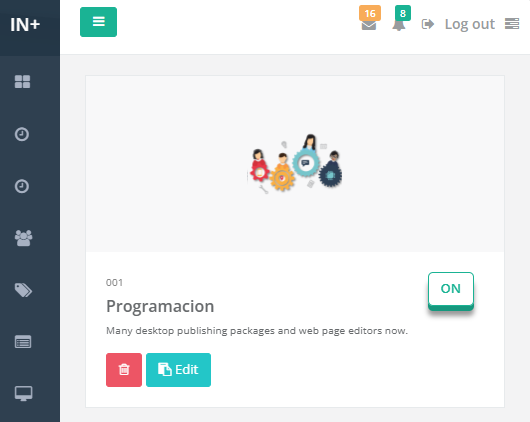 IN+
16
8
Log out
001
Programacion
ON
Many desktop publishing packages and web page editors now.
Edit